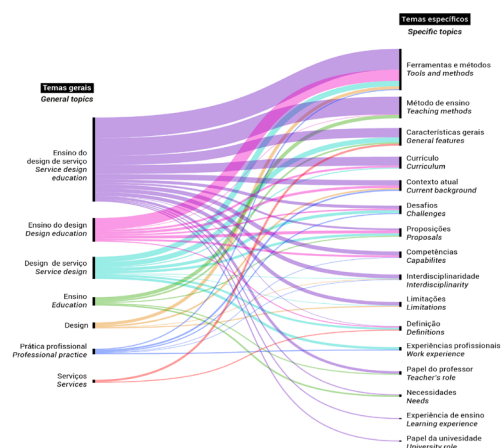 Temas gerais
General topics
Ensino do
design de serviço
Service design
education
Ensino do design
Design education
Design de serviço
Service design
Ensino
Education
Design
Prática profissional
Professional practice
Serviços
Services
Temas específicos
Specific topics
Ferramentas e métodos
Tools and methods
Método de ensino
Teaching methods
Características gerais
General features
Currículo
Curriculum
Contexto atual
Current background
Desafios
Challenges
Proposições
Proposals
Competências
Capabilites
Interdisciplinaridade
Interdisciplinarity
Limitações
Limitations
Definição
Definitions
Experiências profissionais
Work experience
Papel do professor
Teacher's role
Necessidades
Needs
Experiência de ensino
Learning experience
Papel da univesidade
University role